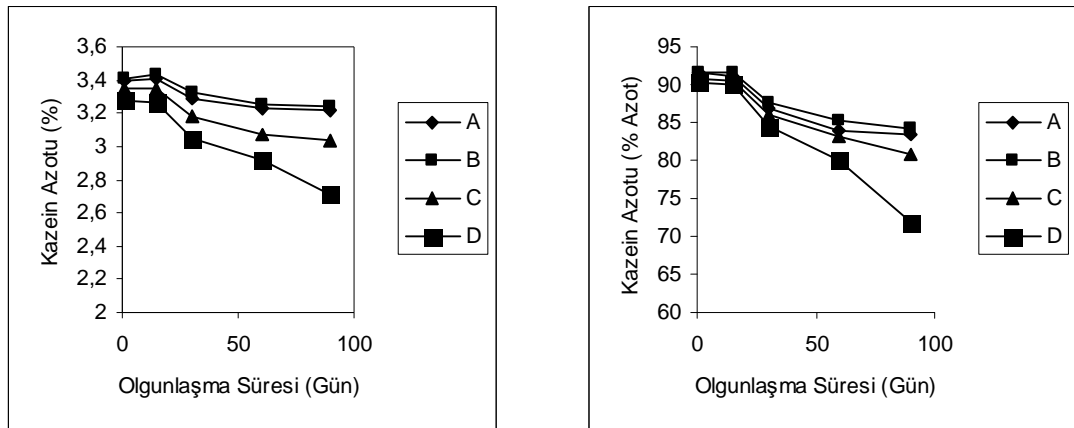 Kazein Azotu (%)
3,6
3,4
3,2
3
2,8
2,6
2,4
2,2
2
0
50
100
Olgunlaşma Süresi (Gün)
A
B
C
D
Kazein Azotu (% Azot)
95
90
85
80
75
70
65
60
0
50
100
Olgunlaşma Süresi (Gün)
A
B
C
D